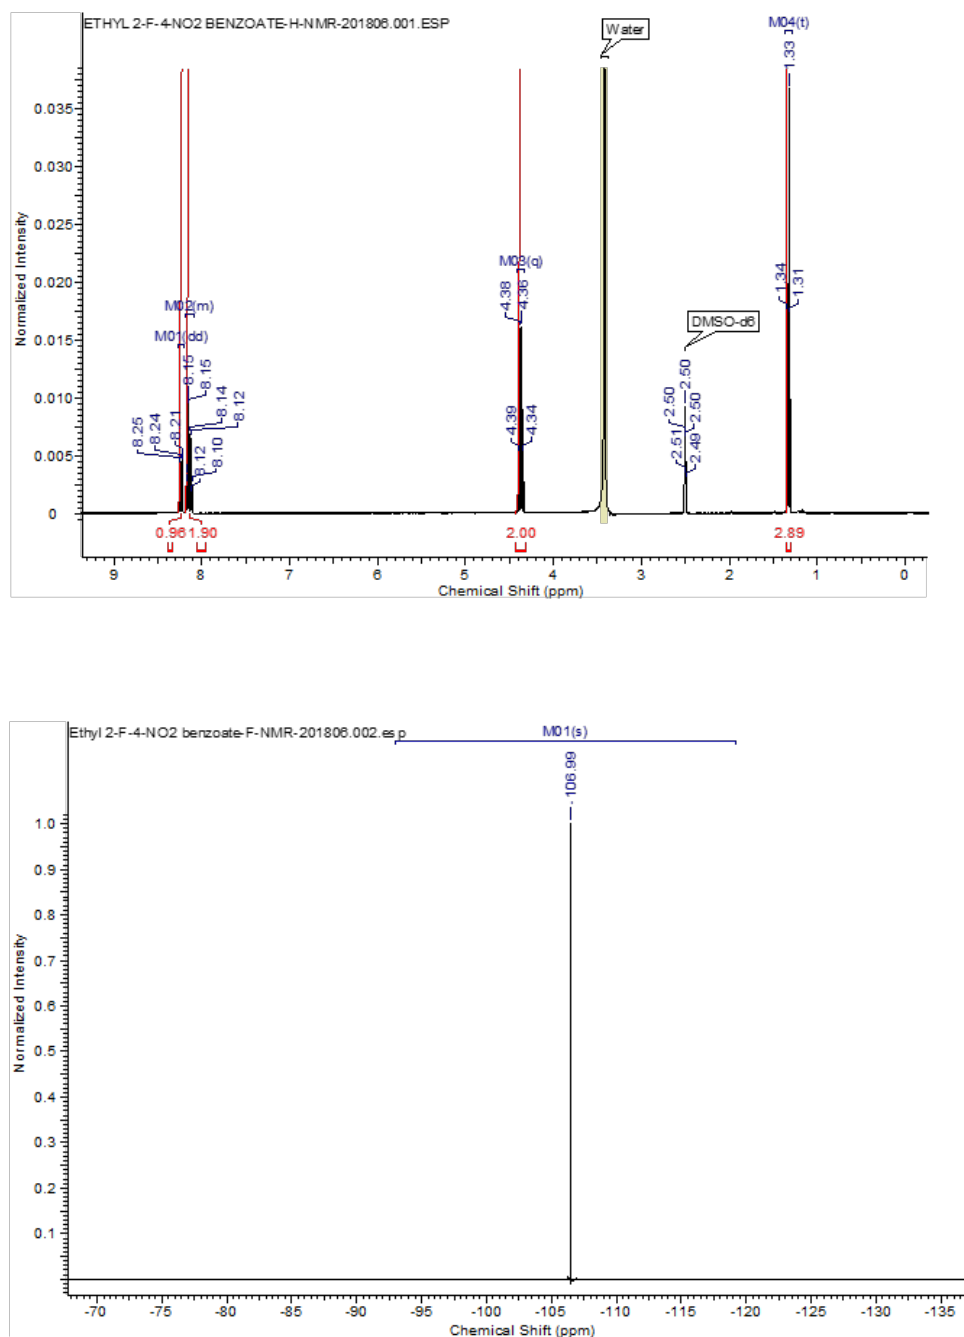 ETHYL 2-F-4-NO2 BENZOATE-H-NMR-201806.001.ESP
Water
M04(t)
1.33
M03(q)
4.38
4.36
1.34
1.31
M02(m)
M01(dd)
DMSO-d6
8.15
8.15
8.14
8.12
8.25
8.24
8.21
8.12
8.10
4.39
4.34
2.50
2.50
2.51
2.50
2.49
0.035
0.030
0.025
0.020
0.015
0.010
0.005
0
Normalized Intensity
0.96 1.90 2.00 2.89
9 8 7 6 5 4 3 2 1 0
Chemical Shift (ppm)
Ethyl 2-F-4-NO2 benzoate-F-NMR-201806.002.esp
M01(s)
-106.99
1.0
0.9
0.8
0.7
0.6
0.5
0.4
0.3
0.2
0.1
Normalized Intensity
-70 -75 -80 -85 -90 -95 -100 -105 -110 -115 -120 -125 -130 -135
Chemical Shift (ppm)